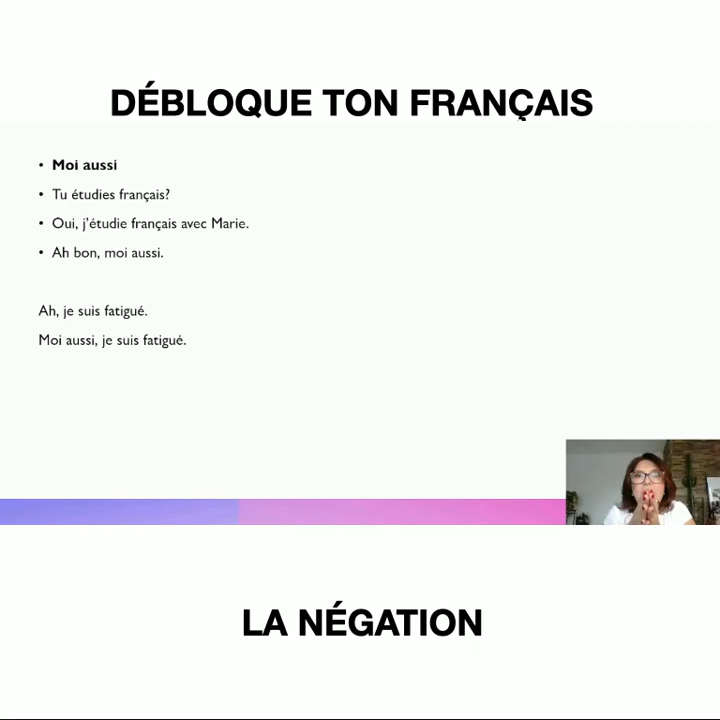 DÉBLOQUE TON FRANÇAIS
• Moi aussi
• Tu étudies français?
• Oui, j'étudie français avec Marie.
• Ah bon, moi aussi.
Ah, je suis fatigué.
Moi aussi, je suis fatigué.
LA NÉGATION